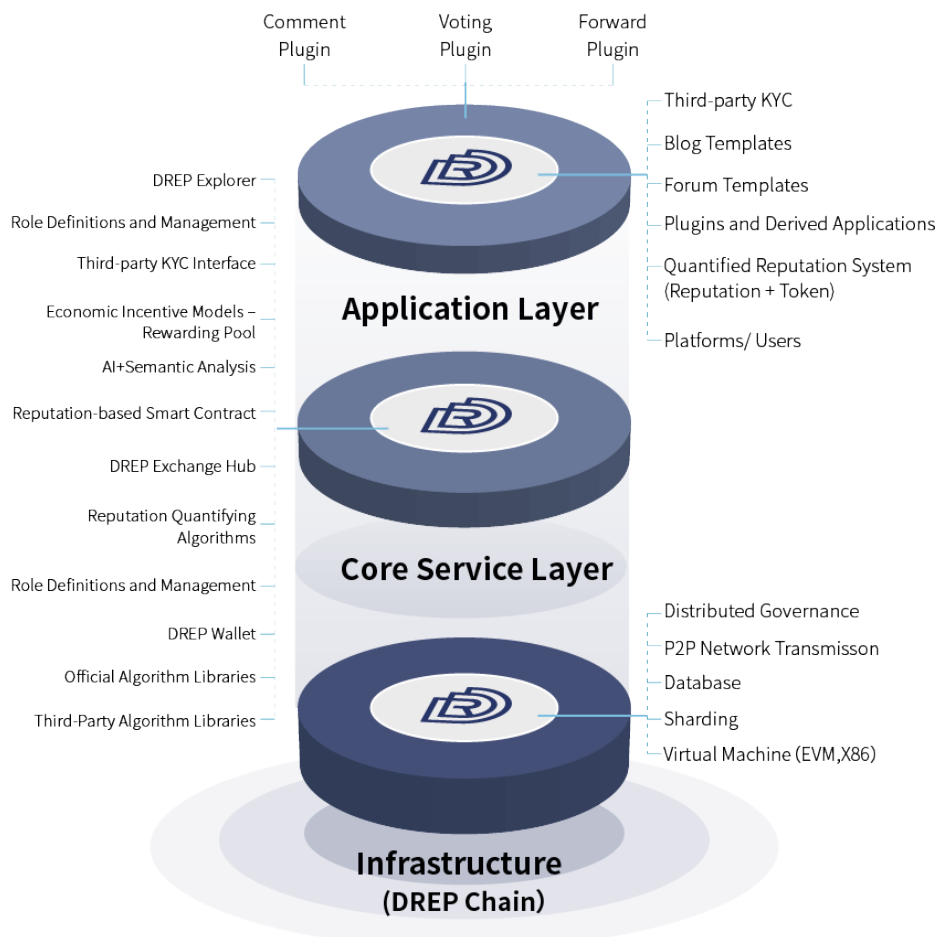 Comment
Plugin
Voting
Plugin
Forward
Plugin
Third-party KYC
Blog Templates
Forum Templates
Plugins and Derived Applications
Quantified Reputation System
(Reputation + Token)
Platforms/ Users
Application Layer
DREP Explorer
Role Definitions and Management
Third-party KYC Interface
Economic Incentive Models –
Rewarding Pool
AI+Semantic Analysis
Reputation-based Smart Contract
DREP Exchange Hub
Reputation Quantifying
Algorithms
Role Definitions and Management
DREP Wallet
Official Algorithm Libraries
Third-Party Algorithm Libraries
Core Service Layer
Distributed Governance
P2P Network Transmisson
Database
Sharding
Virtual Machine (EVM,X86)
Infrastructure
(DREP Chain)